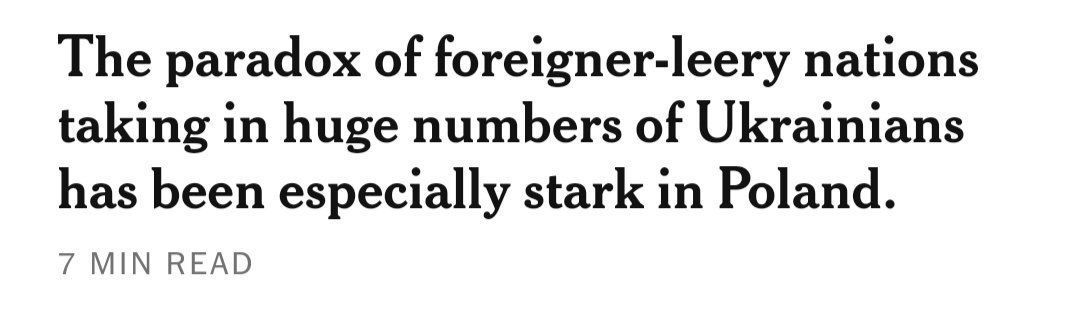 The paradox of foreigner-leery nations
taking in huge numbers of Ukrainians
has been especially stark in Poland.
7 MIN READ